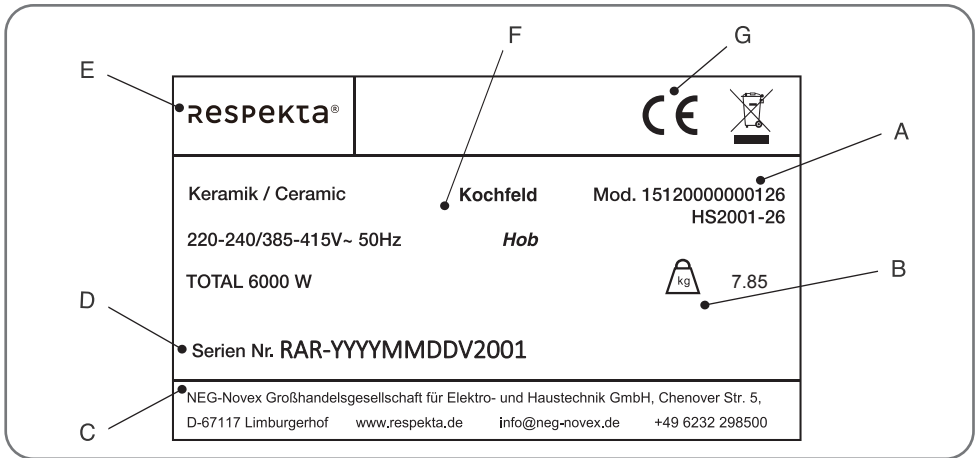 F
G
E
respekta®
CE
A
Keramik / Ceramic
Kochfeld
Mod. 15120000000126
HS2001-26
220-240/385-415V~ 50Hz
Hob
TOTAL 6000 W
kg
7.85
B
D
Serien Nr. RAR-YYYYMMDDV2001
NEG-Novex Großhandelsgesellschaft für Elektro- und Haustechnik GmbH, Chenover Str. 5,
D-67117 Limburgerhof www.respekta.de info@neg-novex.de +49 6232 298500
C